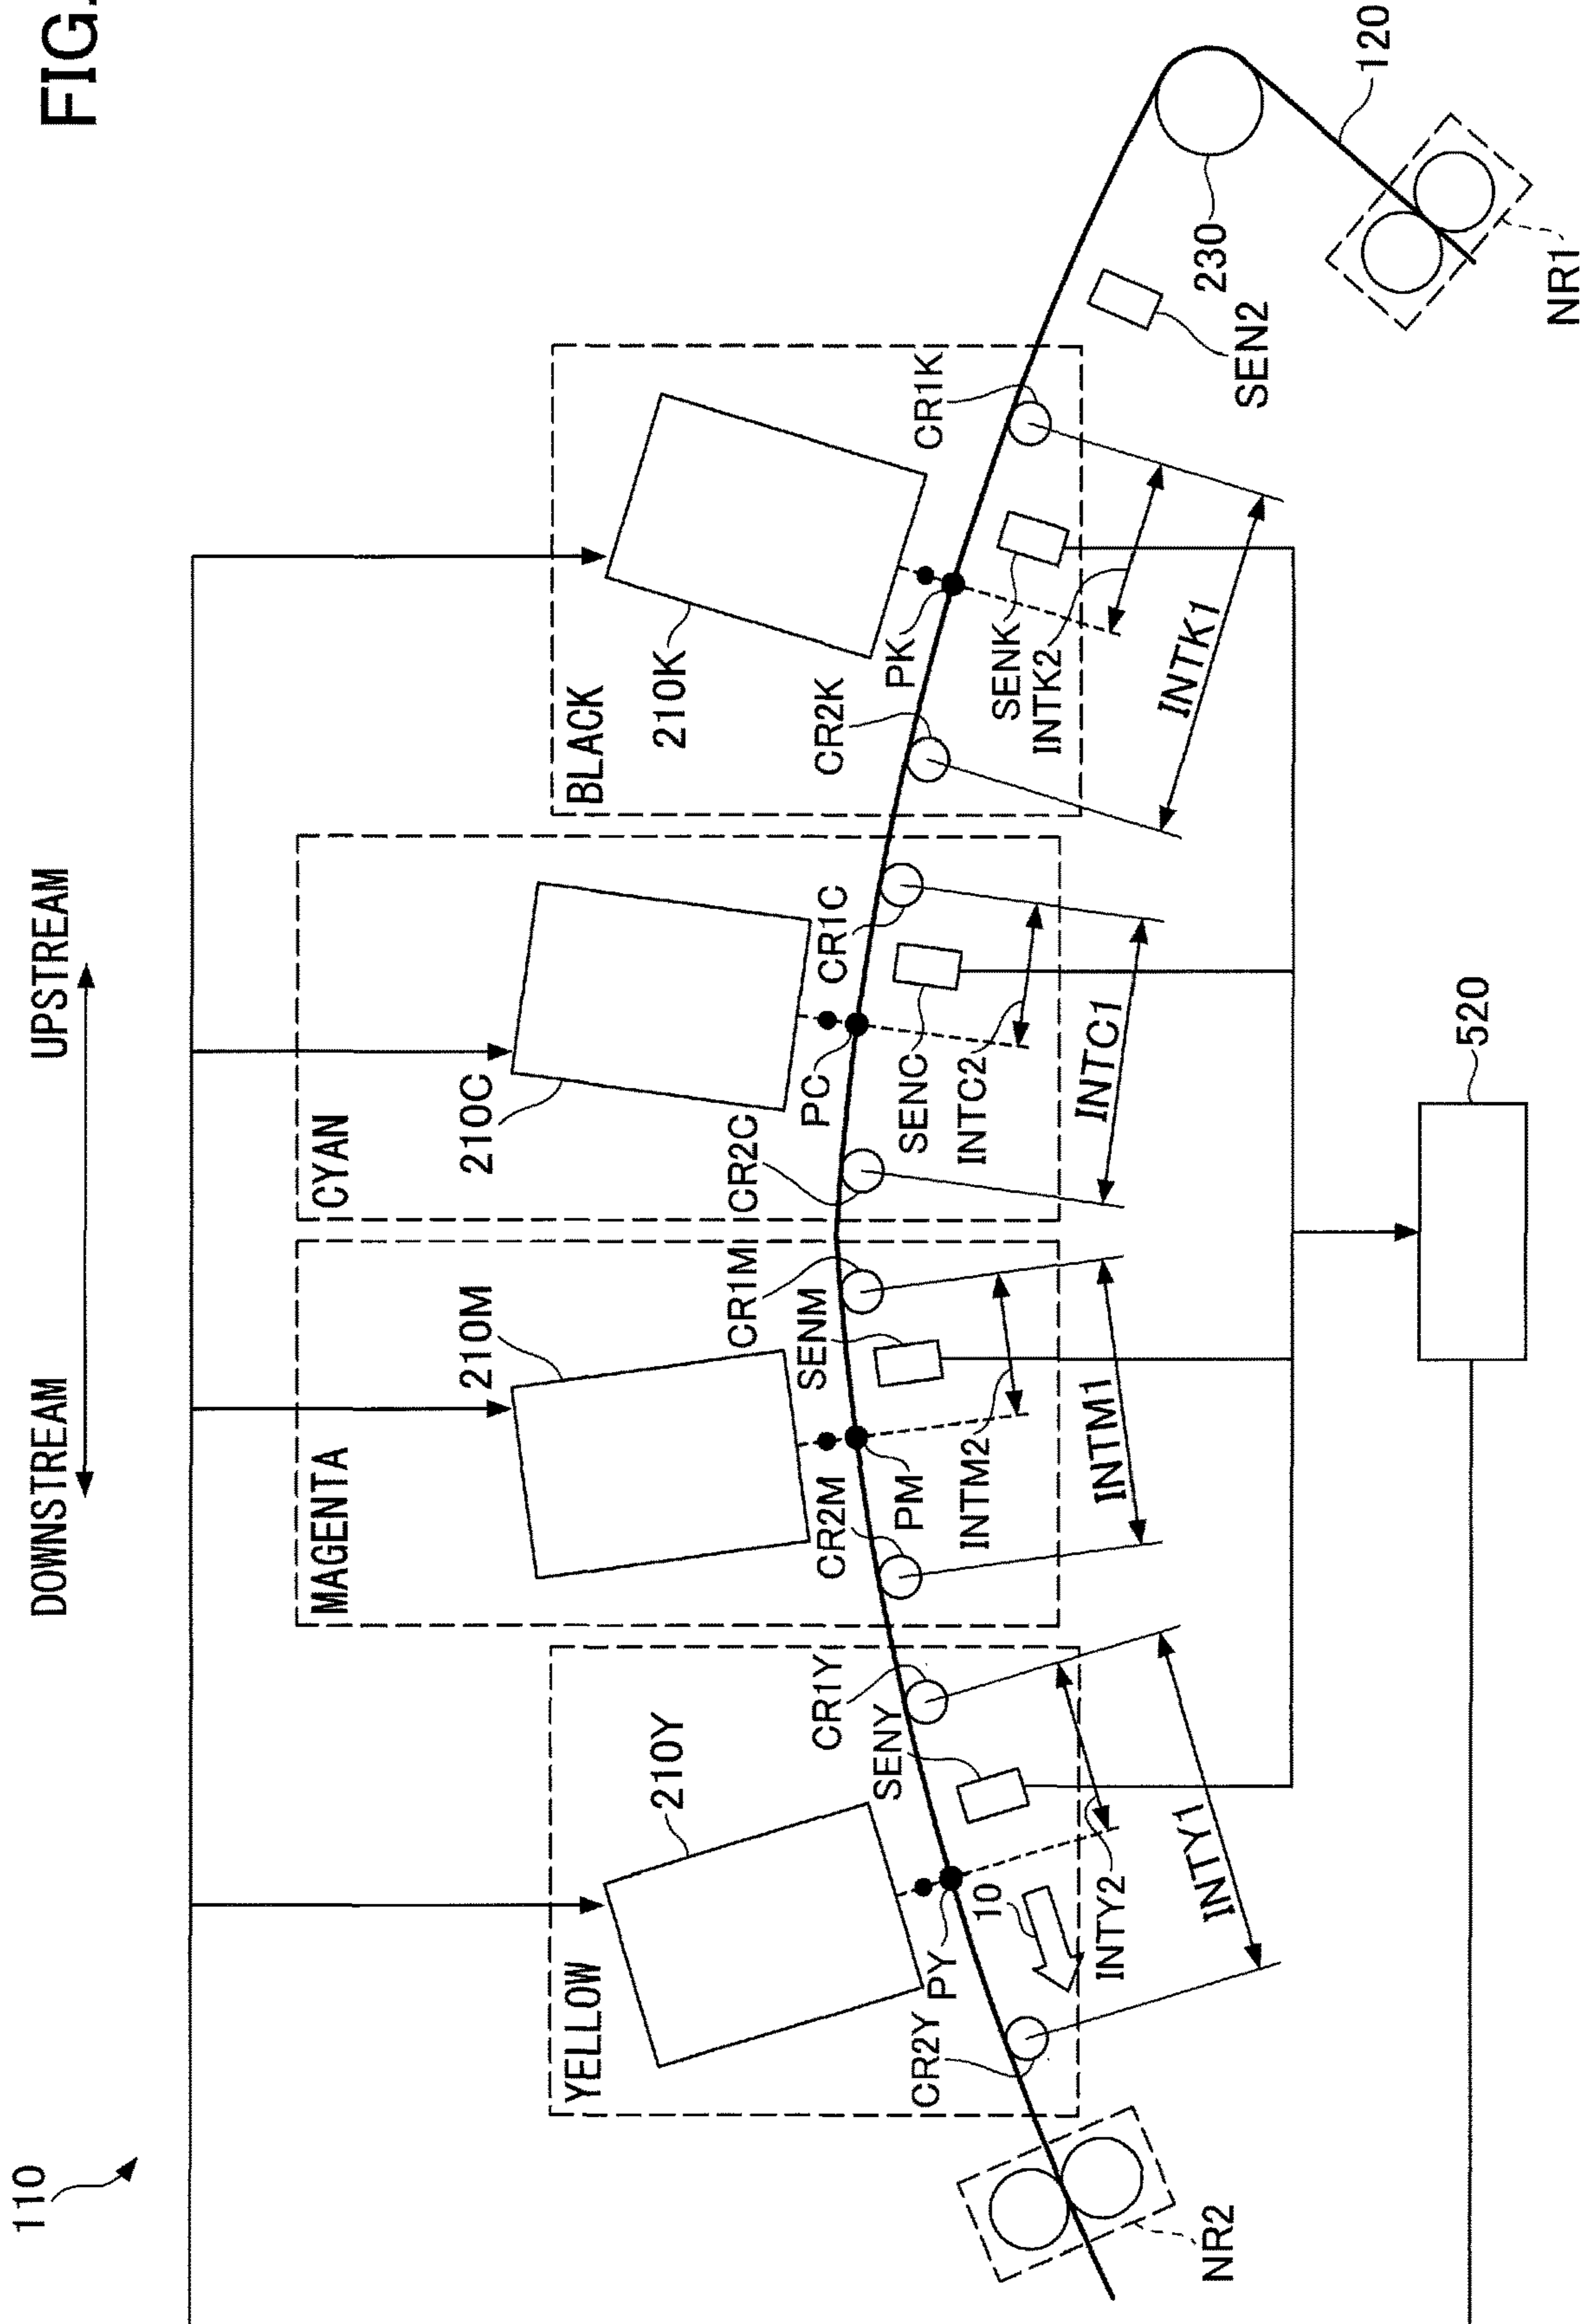 FIG.
110
DOWNSTREAM
UPSTREAM
YELLOW
210Y
MAGENTA
210M
CYAN
210C
BLACK
210K
CR2Y
PY
10
SENY
CR1Y
INTY2
INTY1
CR2M
PM
SENM
CR1M
INTM2
INTM1
CR2C
PC
SENC
CR1C
INTC2
INTC1
CR2K
PK
SENK
CR1K
INTK2
INTK1
SEN2
230
120
NR1
NR2
520